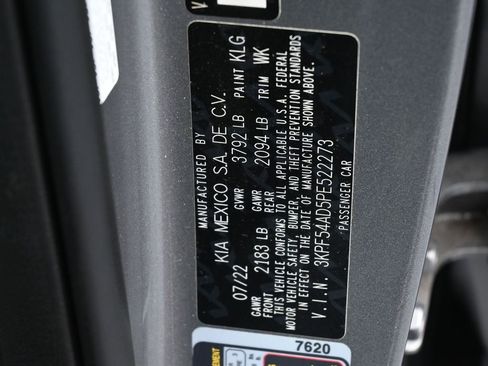 MANUFACTURED BY
KIA MEXICO S.A. DE C.V.
07/22 GVWR 3792 LB PAINT KLG
GAWR FRONT 2183 LB GAWR REAR 2094 LB TRIM WK
THIS VEHICLE CONFORMS TO ALL APPLICABLE U.S.A. FEDERAL
MOTOR VEHICLE SAFETY, BUMPER, AND THEFT PREVENTION STANDARDS
IN EFFECT ON THE DATE OF MANUFACTURE SHOWN ABOVE.
V.I.N. 3KPF54AD5PE522273
PASSENGER CAR
7620